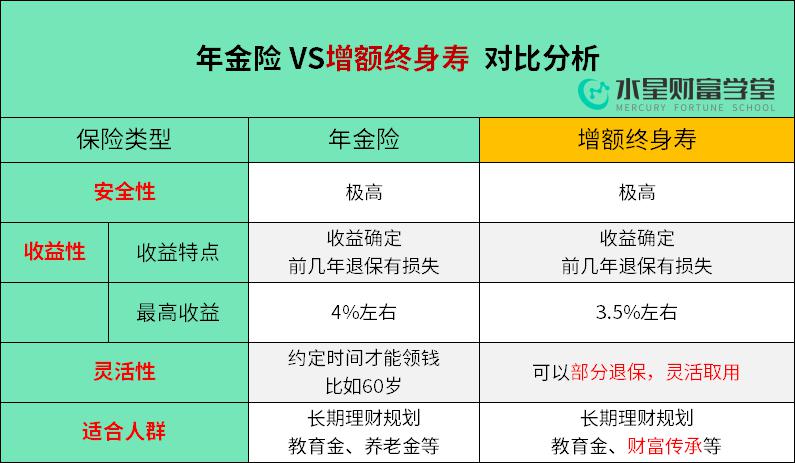 年金险 VS增额终身寿 对比分析
水星财富学堂
MERCURY FORTUNE SCHOOL
保险类型 年金险 增额终身寿
安全性 极高 极高
收益性 收益特点 收益确定 收益确定
前几年退保有损失 前几年退保有损失
最高收益 4%左右 3.5%左右
灵活性 约定时间才能领钱 可以部分退保，灵活取用
比如60岁
适合人群 长期理财规划 长期理财规划
教育金、养老金等 教育金、财富传承等